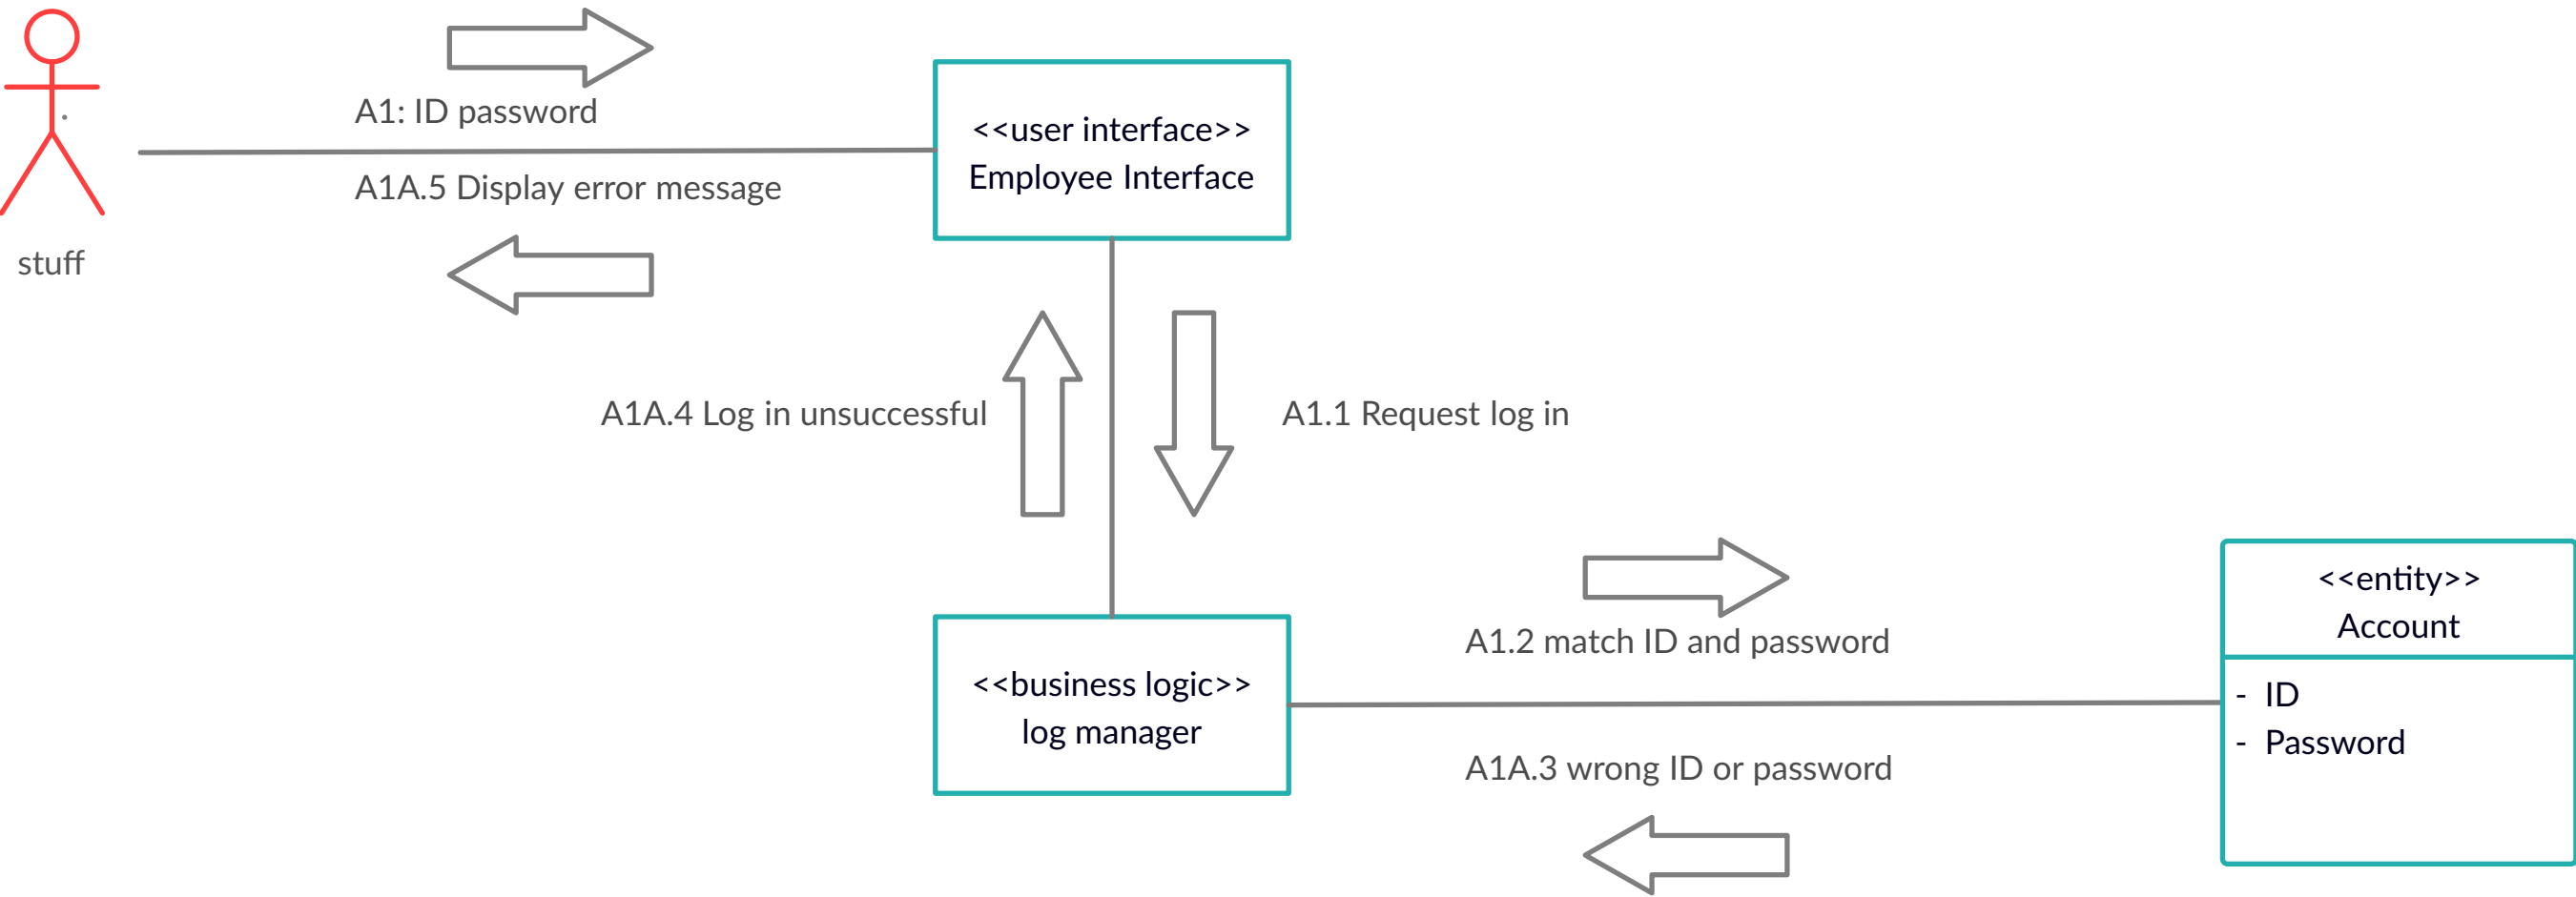 A1: ID password
A1A.5 Display error message
stuff
<<user interface>>
Employee Interface
A1A.4 Log in unsuccessful
A1.1 Request log in
<<business logic>>
log manager
A1.2 match ID and password
A1A.3 wrong ID or password
<<entity>>
Account
- ID
- Password